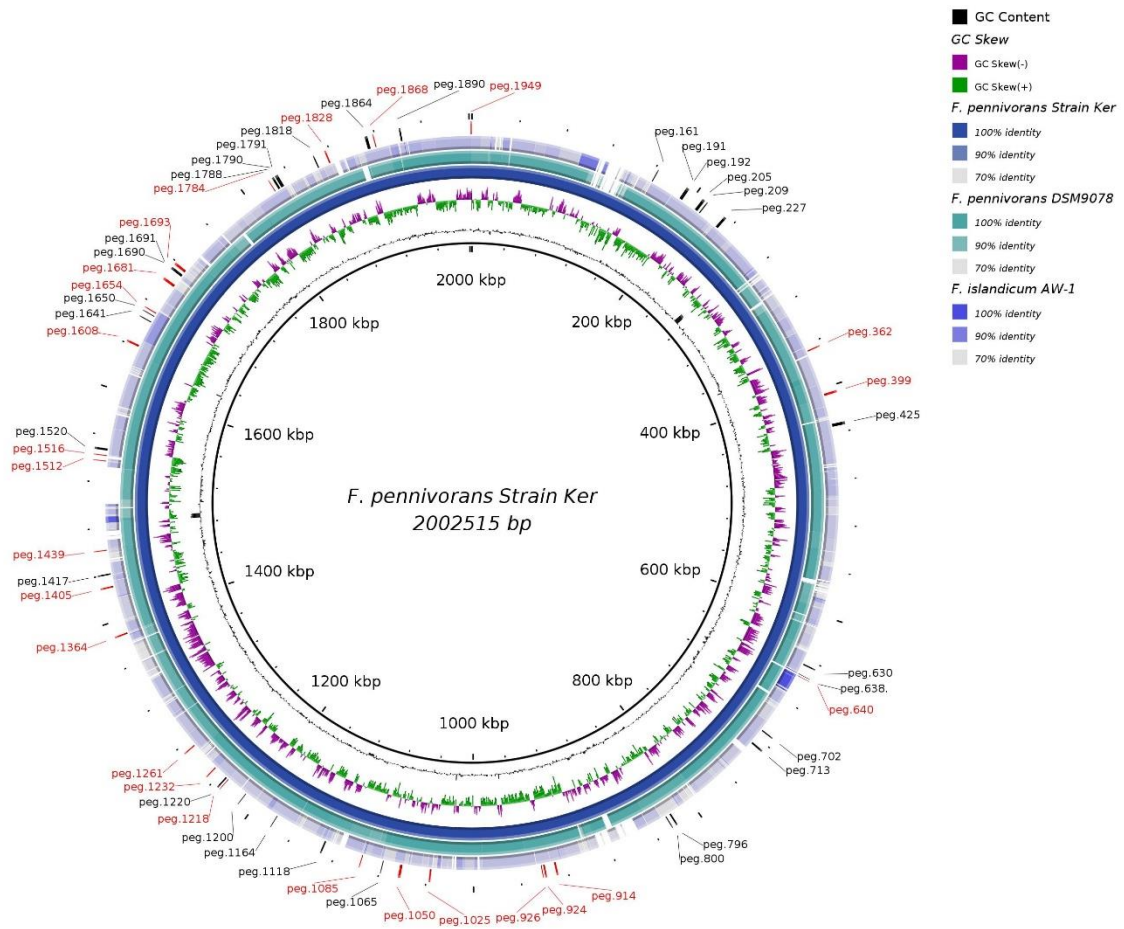 GC Content
GC Skew
GC Skew(-)
GC Skew(+)
F. pennivorans Strain Ker
100% identity
90% identity
70% identity
F. pennivorans DSM9078
100% identity
90% identity
70% identity
F. islandicum AW-1
100% identity
90% identity
70% identity
peg.1949
peg.161
peg.191
peg.192
peg.205
peg.209
peg.227
peg.362
peg.399
peg.425
peg.630
peg.638.
peg.640
peg.702
peg.713
peg.796
peg.800
peg.914
peg.924
peg.926
peg.1025
peg.1050
peg.1065
peg.1085
peg.1118
peg.1164
peg.1200
peg.1218
peg.1220
peg.1232
peg.1261
peg.1364
peg.1405
peg.1417
peg.1439
peg.1512
peg.1516
peg.1520
peg.1608
peg.1641
peg.1650
peg.1654
peg.1681
peg.1690
peg.1691
peg.1693
peg.1784
peg.1788
peg.1790
peg.1791
peg.1818
peg.1828
peg.1864
peg.1868
peg.1890
2000 kbp
200 kbp
400 kbp
600 kbp
800 kbp
1000 kbp
1200 kbp
1400 kbp
1600 kbp
1800 kbp
F. pennivorans Strain Ker
2002515 bp